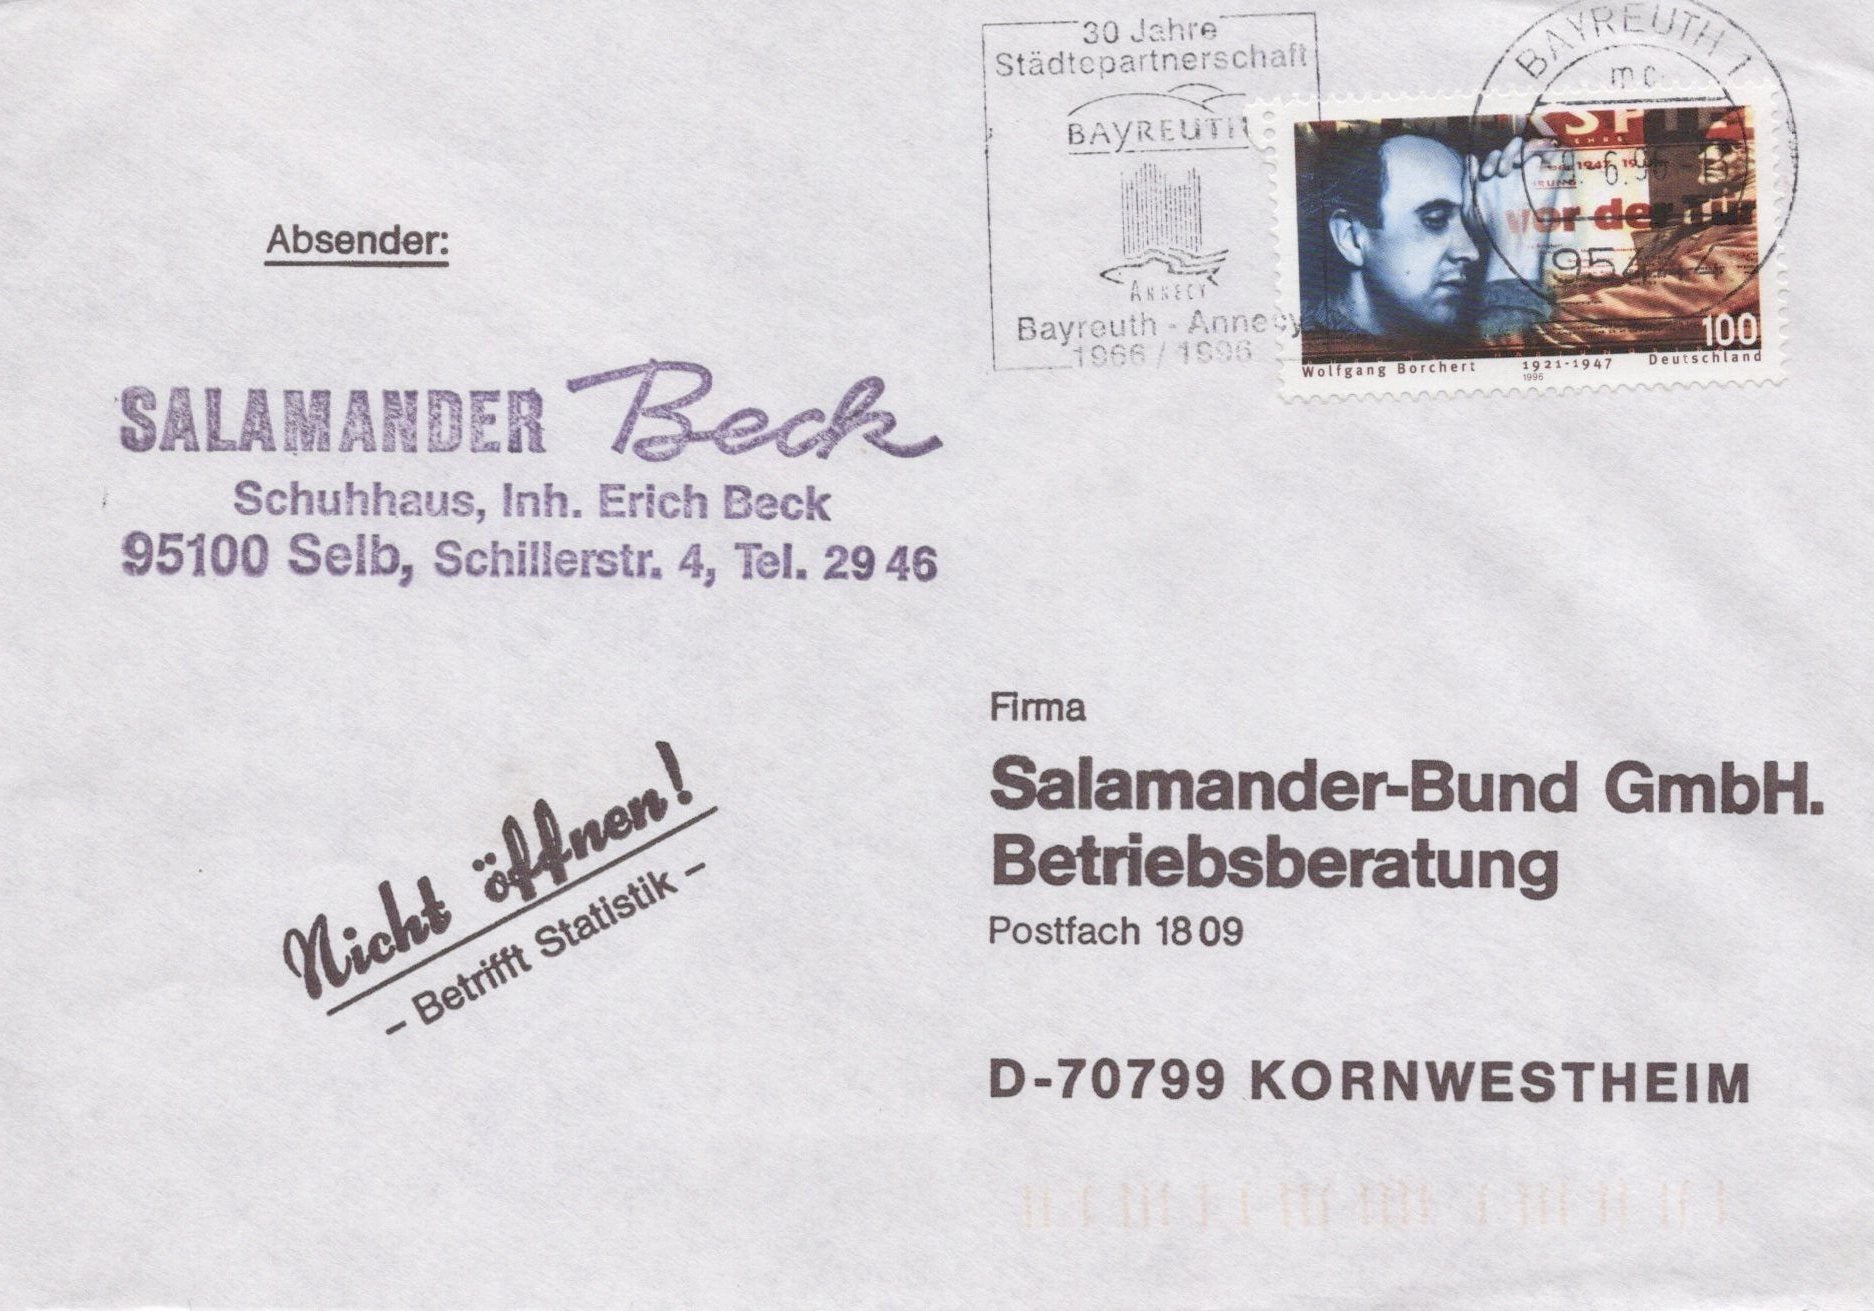 30 Jahre
Städtepartnerschaft
BAYREUTH
ANNECY
Bayreuth - Annecy
1966 / 1996
BAYREUTH 1
mc
vor der Tür
100
Wolfgang Borchert 1921-1947 Deutschland
1996
Absender:
SALAMANDER Beck
Schuhhaus, Inh. Erich Beck
95100 Selb, Schillerstr. 4, Tel. 29 46
Nicht öffnen!
- Betrifft Statistik -
Firma
Salamander-Bund GmbH.
Betriebsberatung
Postfach 18 09
D-70799 KORNWESTHEIM